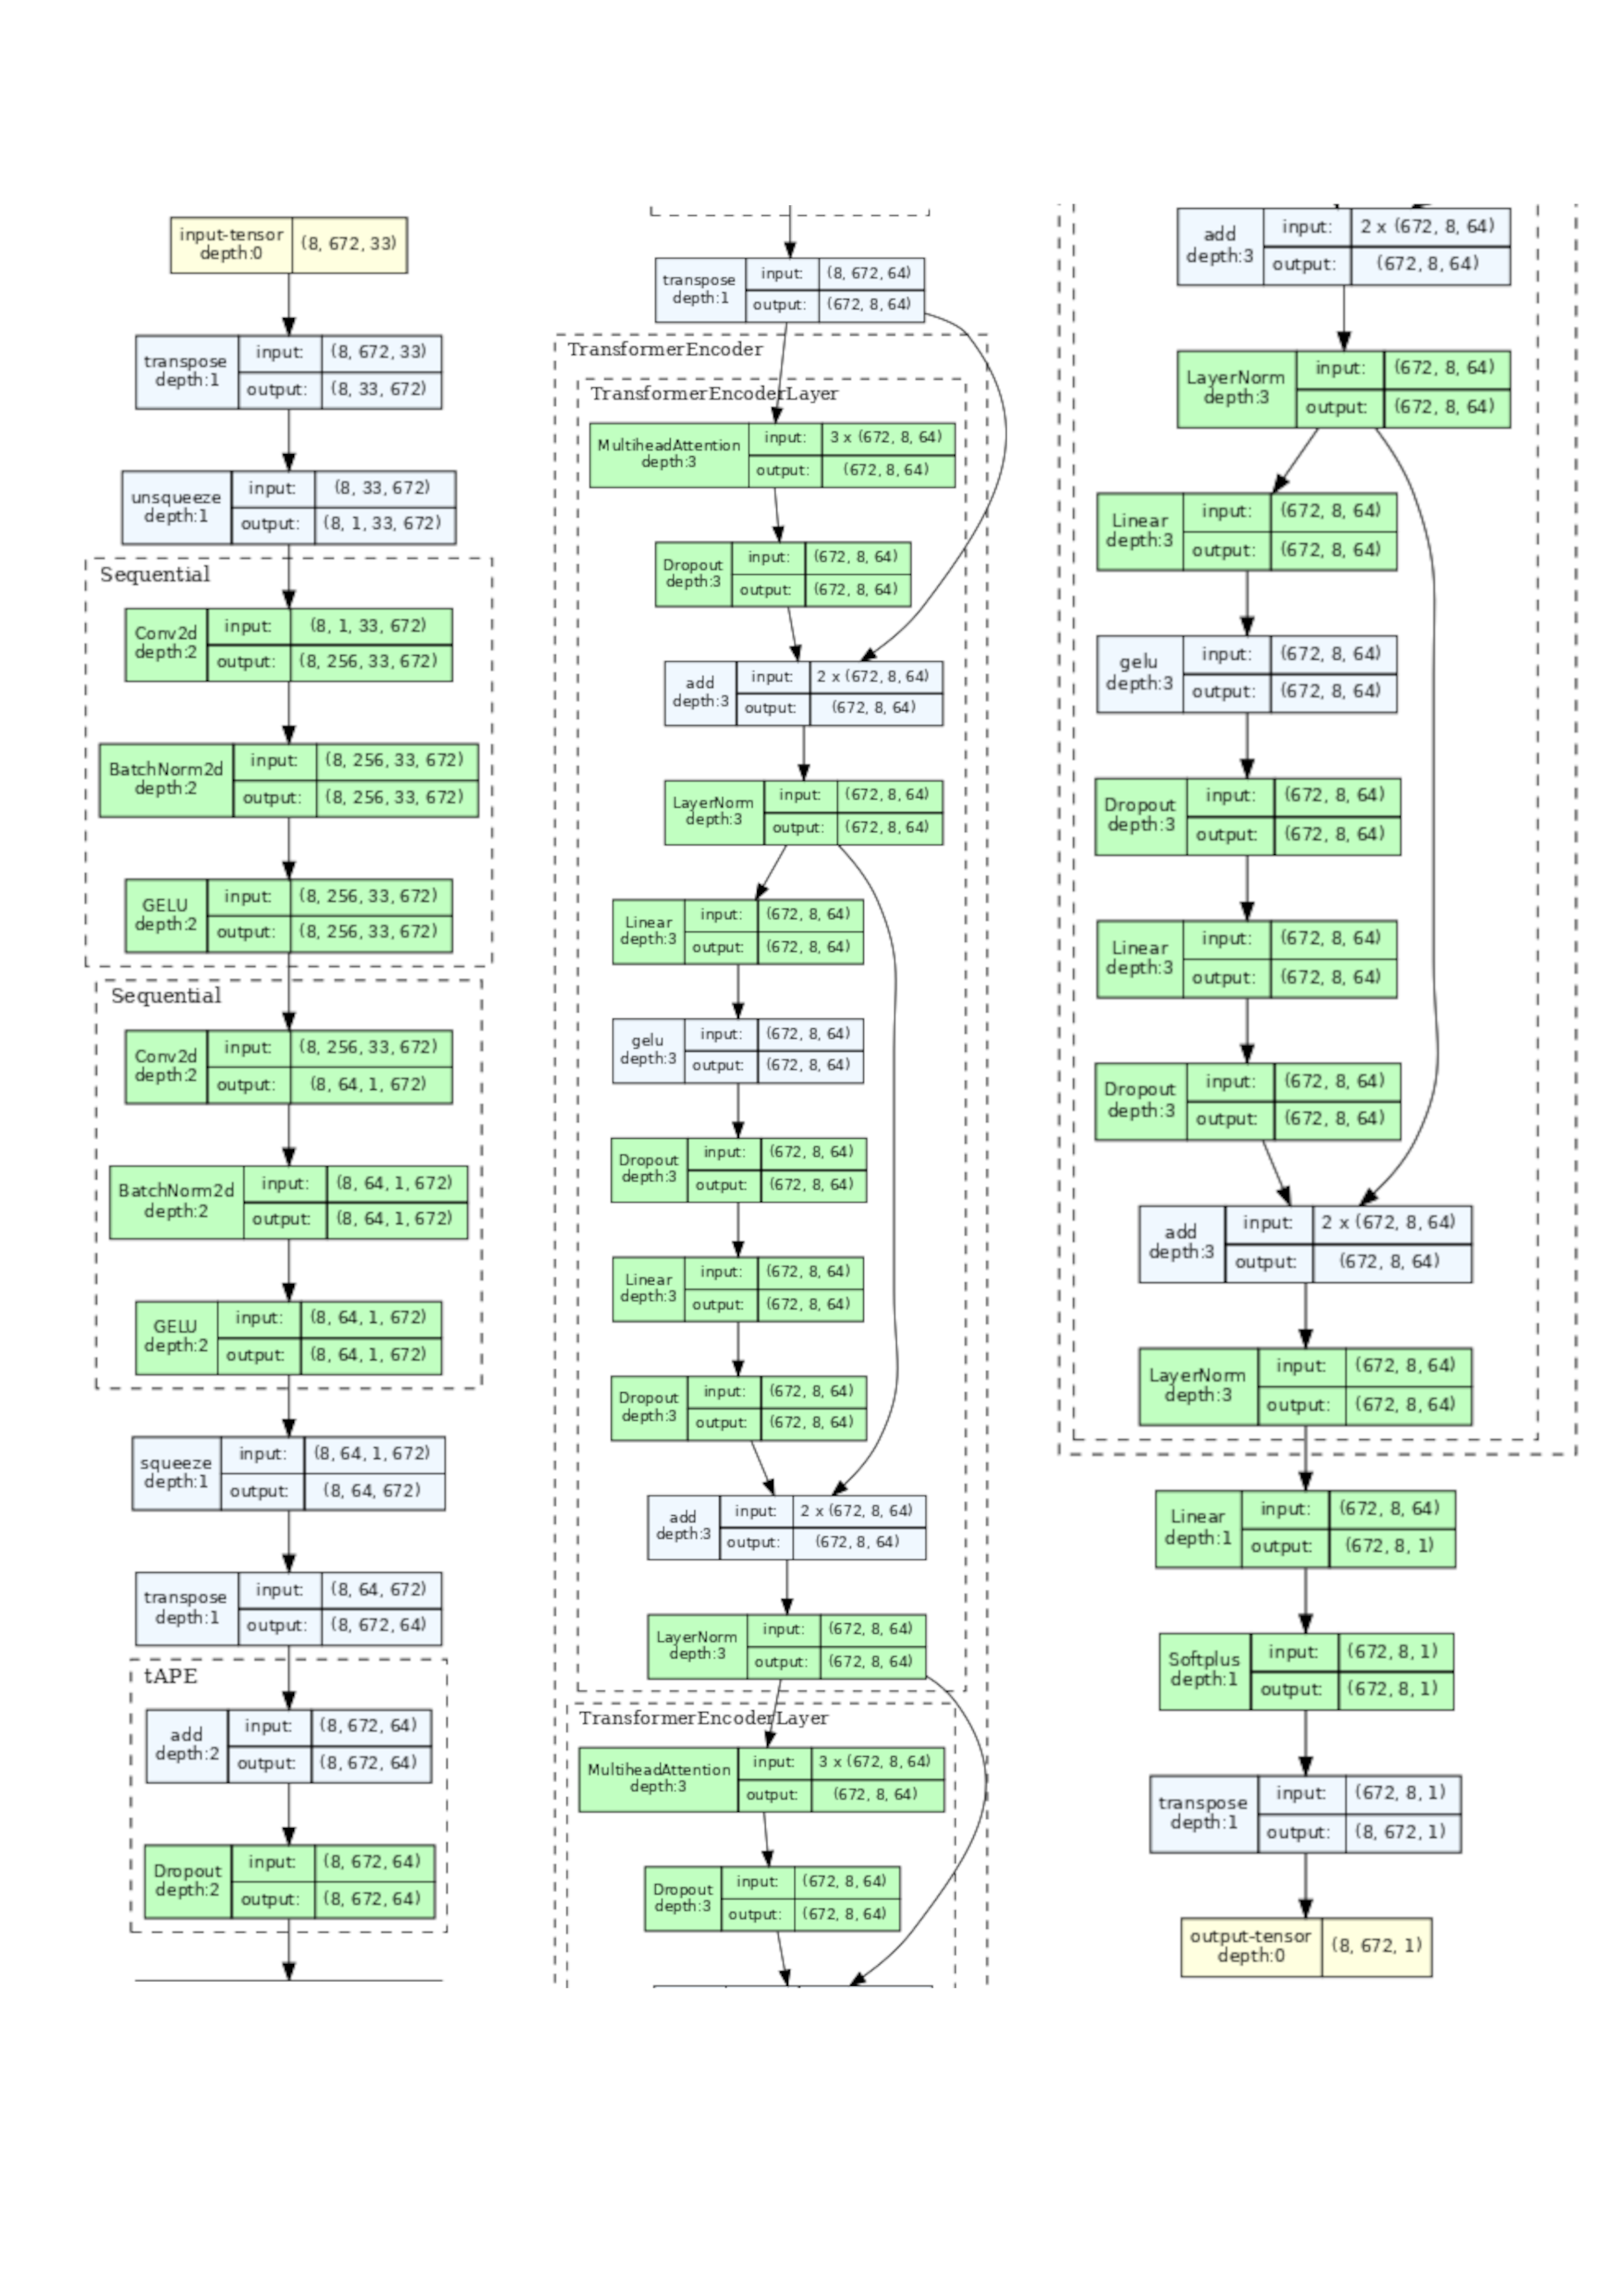 input-tensor
depth:0
(8, 672, 33)
transpose
depth:1
input:
(8, 672, 33)
output:
(8, 33, 672)
unsqueeze
depth:1
input:
(8, 33, 672)
output:
(8, 1, 33, 672)
Sequential
Conv2d
depth:2
input:
(8, 1, 33, 672)
output:
(8, 256, 33, 672)
BatchNorm2d
depth:2
input:
(8, 256, 33, 672)
output:
(8, 256, 33, 672)
GELU
depth:2
input:
(8, 256, 33, 672)
output:
(8, 256, 33, 672)
Sequential
Conv2d
depth:2
input:
(8, 256, 33, 672)
output:
(8, 64, 1, 672)
BatchNorm2d
depth:2
input:
(8, 64, 1, 672)
output:
(8, 64, 1, 672)
GELU
depth:2
input:
(8, 64, 1, 672)
output:
(8, 64, 1, 672)
squeeze
depth:1
input:
(8, 64, 1, 672)
output:
(8, 64, 672)
transpose
depth:1
input:
(8, 64, 672)
output:
(8, 672, 64)
tAPE
add
depth:2
input:
(8, 672, 64)
output:
(8, 672, 64)
Dropout
depth:2
input:
(8, 672, 64)
output:
(8, 672, 64)
transpose
depth:1
input:
(8, 672, 64)
output:
(672, 8, 64)
TransformerEncoder
TransformerEncoderLayer
MultiheadAttention
depth:3
input:
3 x (672, 8, 64)
output:
(672, 8, 64)
Dropout
depth:3
input:
(672, 8, 64)
output:
(672, 8, 64)
add
depth:3
input:
2 x (672, 8, 64)
output:
(672, 8, 64)
LayerNorm
depth:3
input:
(672, 8, 64)
output:
(672, 8, 64)
Linear
depth:3
input:
(672, 8, 64)
output:
(672, 8, 64)
gelu
depth:3
input:
(672, 8, 64)
output:
(672, 8, 64)
Dropout
depth:3
input:
(672, 8, 64)
output:
(672, 8, 64)
Linear
depth:3
input:
(672, 8, 64)
output:
(672, 8, 64)
Dropout
depth:3
input:
(672, 8, 64)
output:
(672, 8, 64)
add
depth:3
input:
2 x (672, 8, 64)
output:
(672, 8, 64)
LayerNorm
depth:3
input:
(672, 8, 64)
output:
(672, 8, 64)
TransformerEncoderLayer
MultiheadAttention
depth:3
input:
3 x (672, 8, 64)
output:
(672, 8, 64)
Dropout
depth:3
input:
(672, 8, 64)
output:
(672, 8, 64)
add
depth:3
input:
2 x (672, 8, 64)
output:
(672, 8, 64)
LayerNorm
depth:3
input:
(672, 8, 64)
output:
(672, 8, 64)
Linear
depth:3
input:
(672, 8, 64)
output:
(672, 8, 64)
gelu
depth:3
input:
(672, 8, 64)
output:
(672, 8, 64)
Dropout
depth:3
input:
(672, 8, 64)
output:
(672, 8, 64)
Linear
depth:3
input:
(672, 8, 64)
output:
(672, 8, 64)
Dropout
depth:3
input:
(672, 8, 64)
output:
(672, 8, 64)
add
depth:3
input:
2 x (672, 8, 64)
output:
(672, 8, 64)
LayerNorm
depth:3
input:
(672, 8, 64)
output:
(672, 8, 64)
Linear
depth:1
input:
(672, 8, 64)
output:
(672, 8, 1)
Softplus
depth:1
input:
(672, 8, 1)
output:
(672, 8, 1)
transpose
depth:1
input:
(672, 8, 1)
output:
(8, 672, 1)
output-tensor
depth:0
(8, 672, 1)